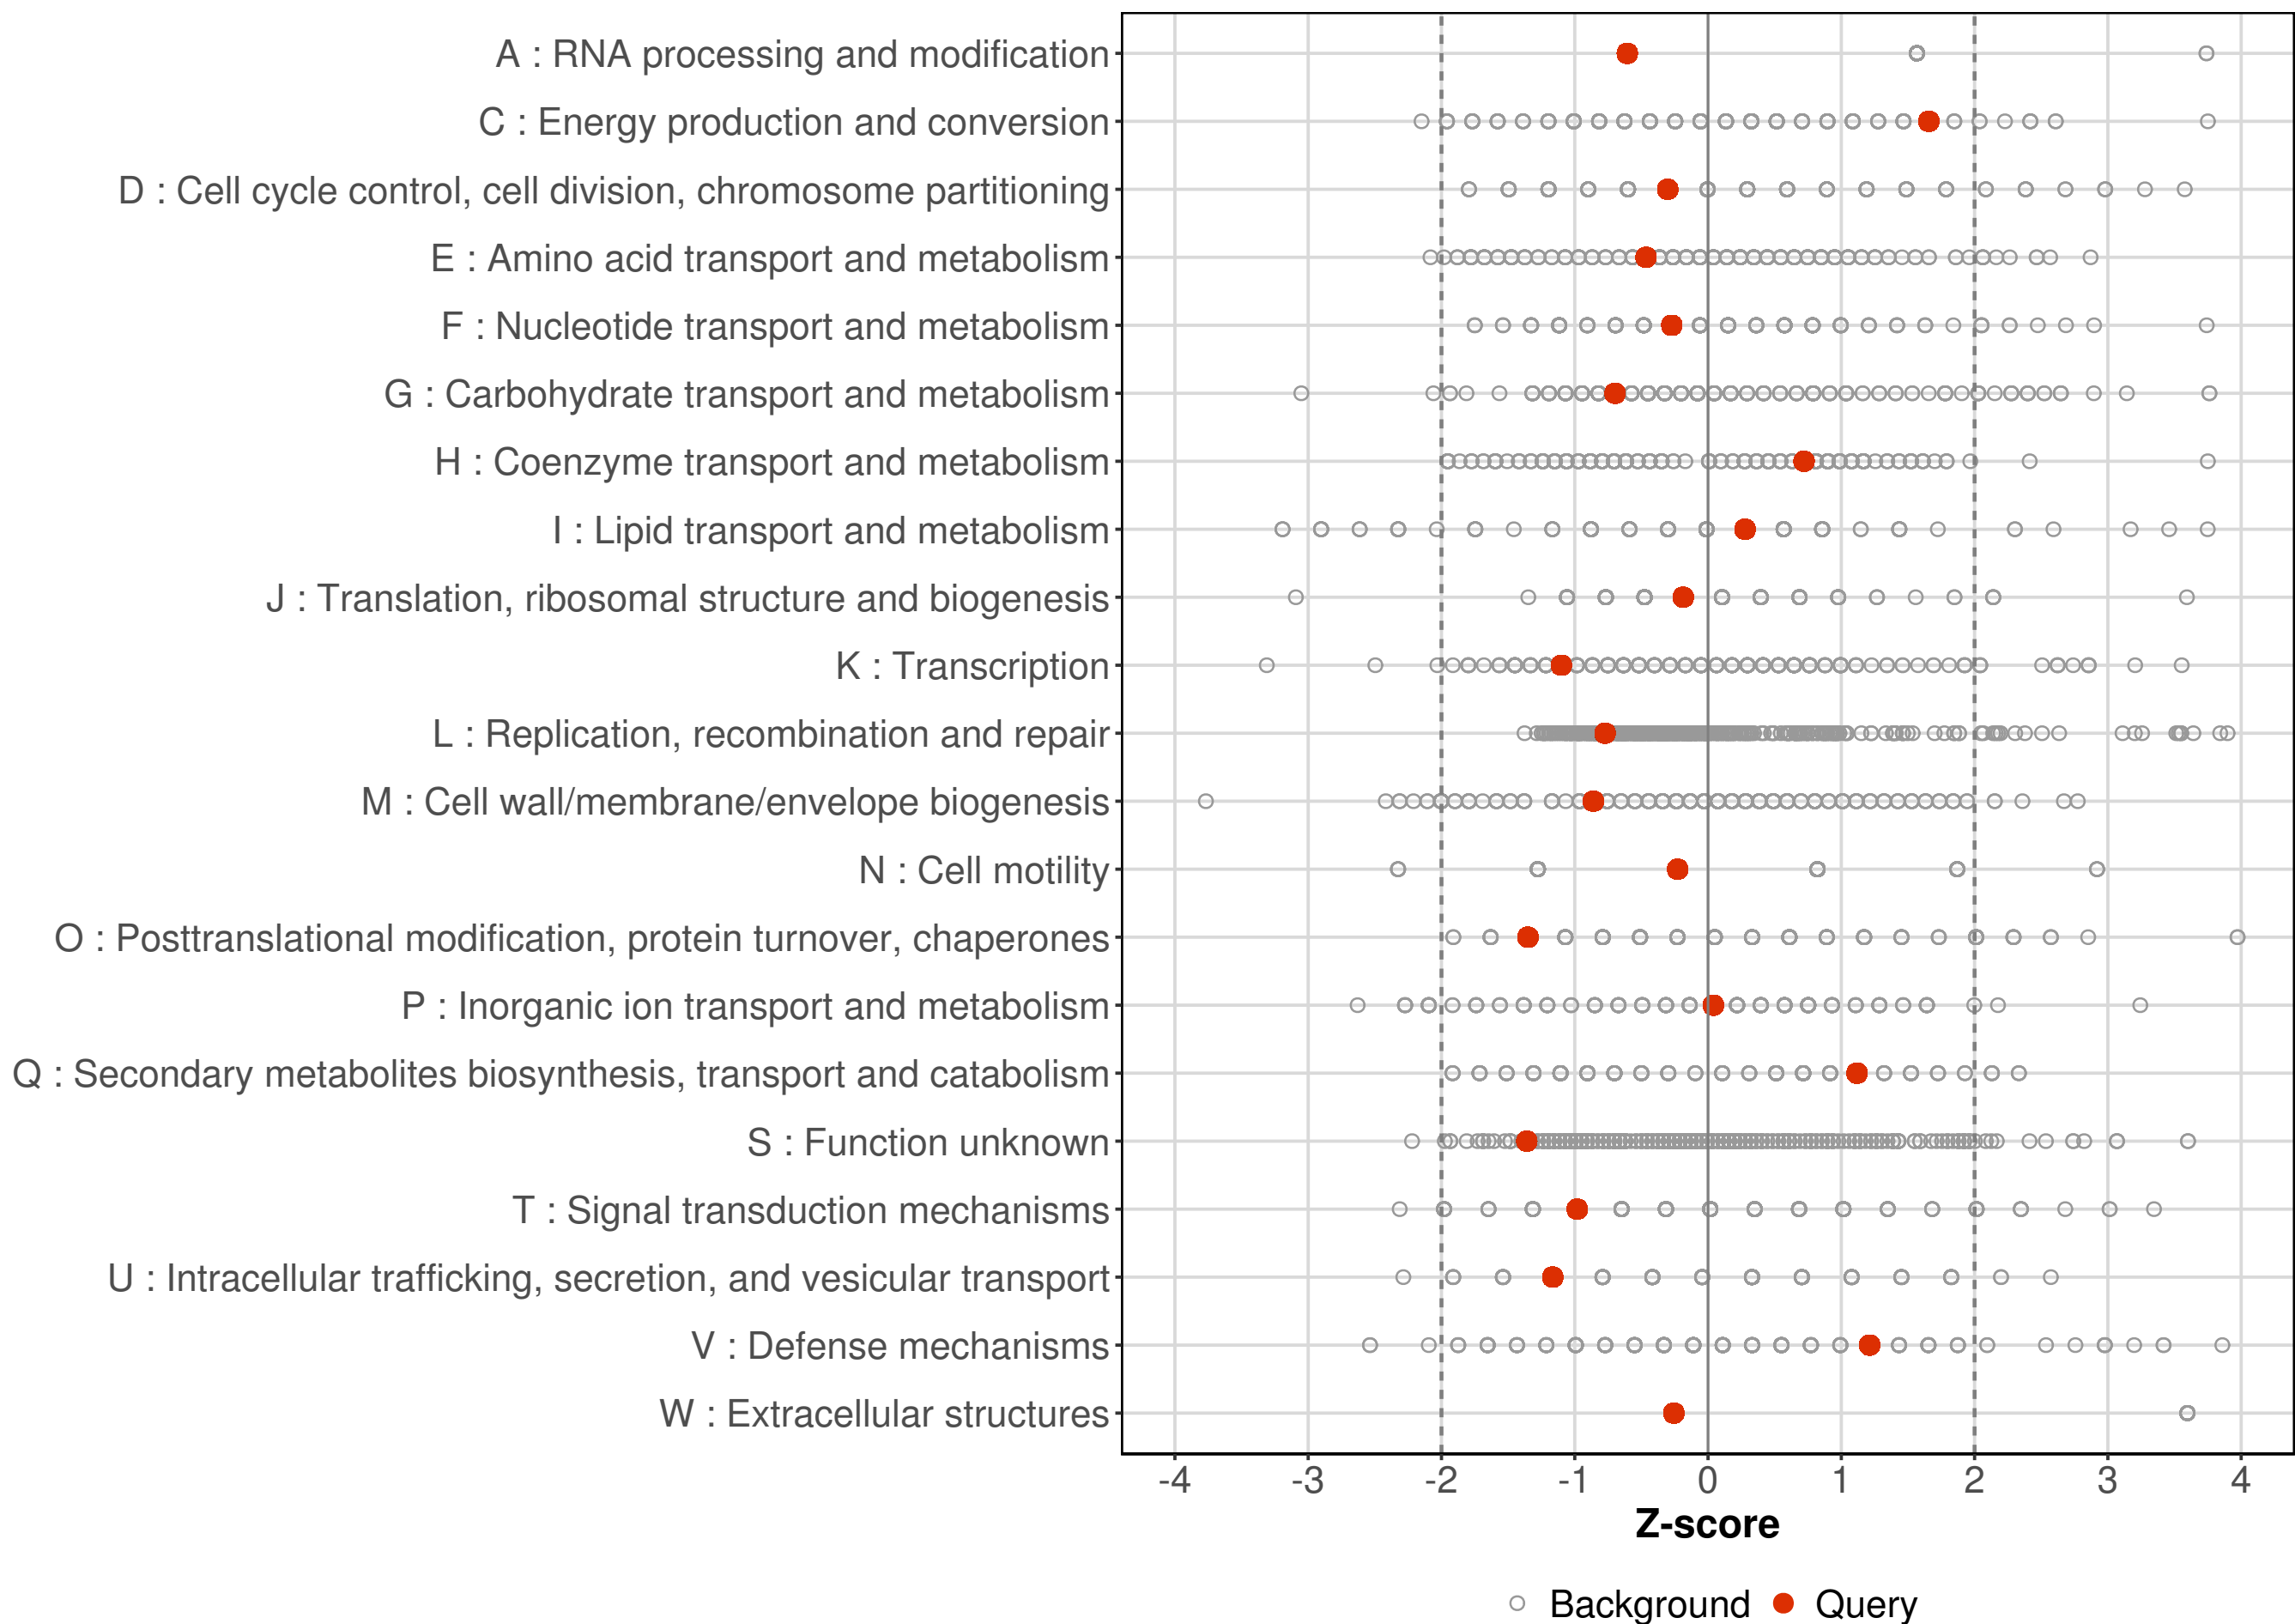 A : RNA processing and modification
C : Energy production and conversion
D : Cell cycle control, cell division, chromosome partitioning
E : Amino acid transport and metabolism
F : Nucleotide transport and metabolism
G : Carbohydrate transport and metabolism
H : Coenzyme transport and metabolism
I : Lipid transport and metabolism
J : Translation, ribosomal structure and biogenesis
K : Transcription
L : Replication, recombination and repair
M : Cell wall/membrane/envelope biogenesis
N : Cell motility
O : Posttranslational modification, protein turnover, chaperones
P : Inorganic ion transport and metabolism
Q : Secondary metabolites biosynthesis, transport and catabolism
S : Function unknown
T : Signal transduction mechanisms
U : Intracellular trafficking, secretion, and vesicular transport
V : Defense mechanisms
W : Extracellular structures
-4 -3 -2 -1 0 1 2 3 4
Z-score
Background Query